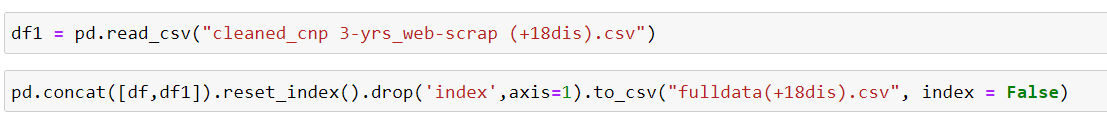 df1 = pd.read_csv("cleaned_cnp 3-yrs_web-scrap (+18dis).csv")
pd.concat([df,df1]).reset_index().drop('index',axis=1).to_csv("fulldata(+18dis).csv", index = False)